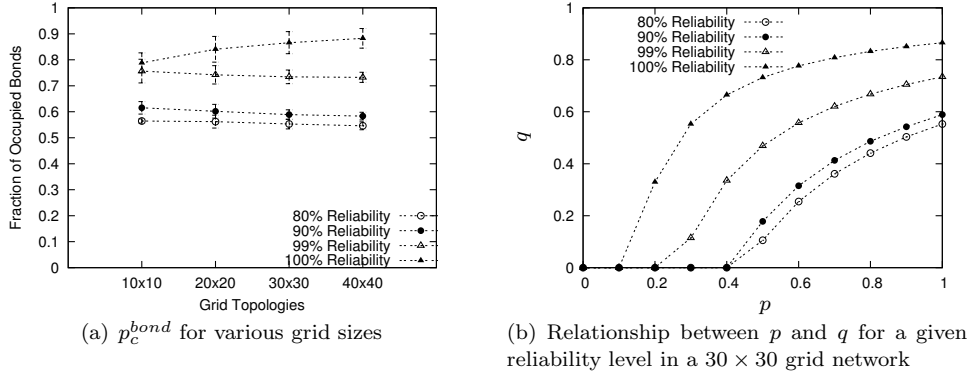 1
0.9
0.8
0.7
0.6
0.5
0.4
0.3
0.2
0.1
0
Fraction of Occupied Bonds
80% Reliability
90% Reliability
99% Reliability
100% Reliability
10x10 20x20 30x30 40x40
Grid Topologies
(a) p_c^{bond} for various grid sizes
1
0.8
0.6
0.4
0.2
0
q
80% Reliability
90% Reliability
99% Reliability
100% Reliability
0 0.2 0.4 0.6 0.8 1
p
(b) Relationship between p and q for a given
reliability level in a 30 × 30 grid network